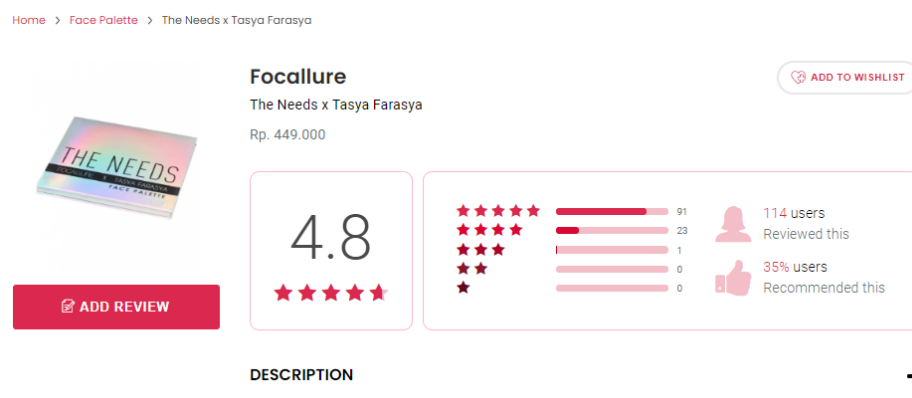 Home > Face Palette > The Needs x Tasya Farasya
Focallure
ADD TO WISHLIST
The Needs x Tasya Farasya
Rp. 449.000
THE NEEDS
FOCALLURE X TASYA FARASYA
FACE PALETTE
4.8
91
23
1
0
0
114 users
Reviewed this
35% users
Recommended this
ADD REVIEW
DESCRIPTION